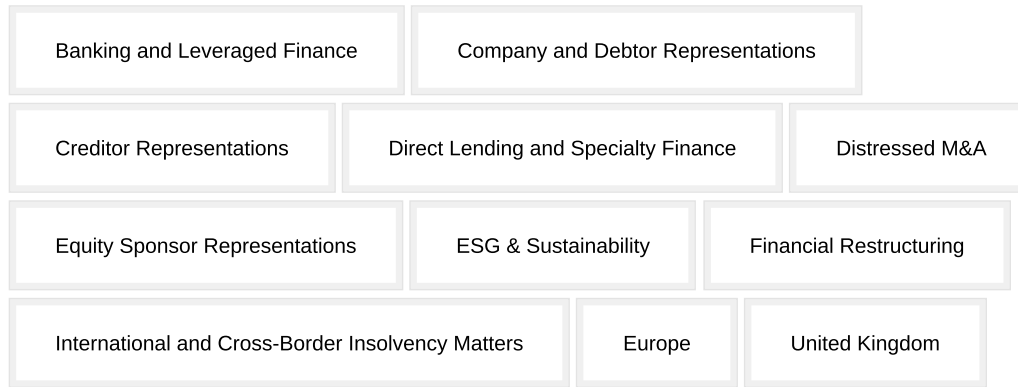 Banking and Leveraged Finance Company and Debtor Representations
Creditor Representations Direct Lending and Specialty Finance Distressed M&A
Equity Sponsor Representations ESG & Sustainability Financial Restructuring
International and Cross-Border Insolvency Matters Europe United Kingdom